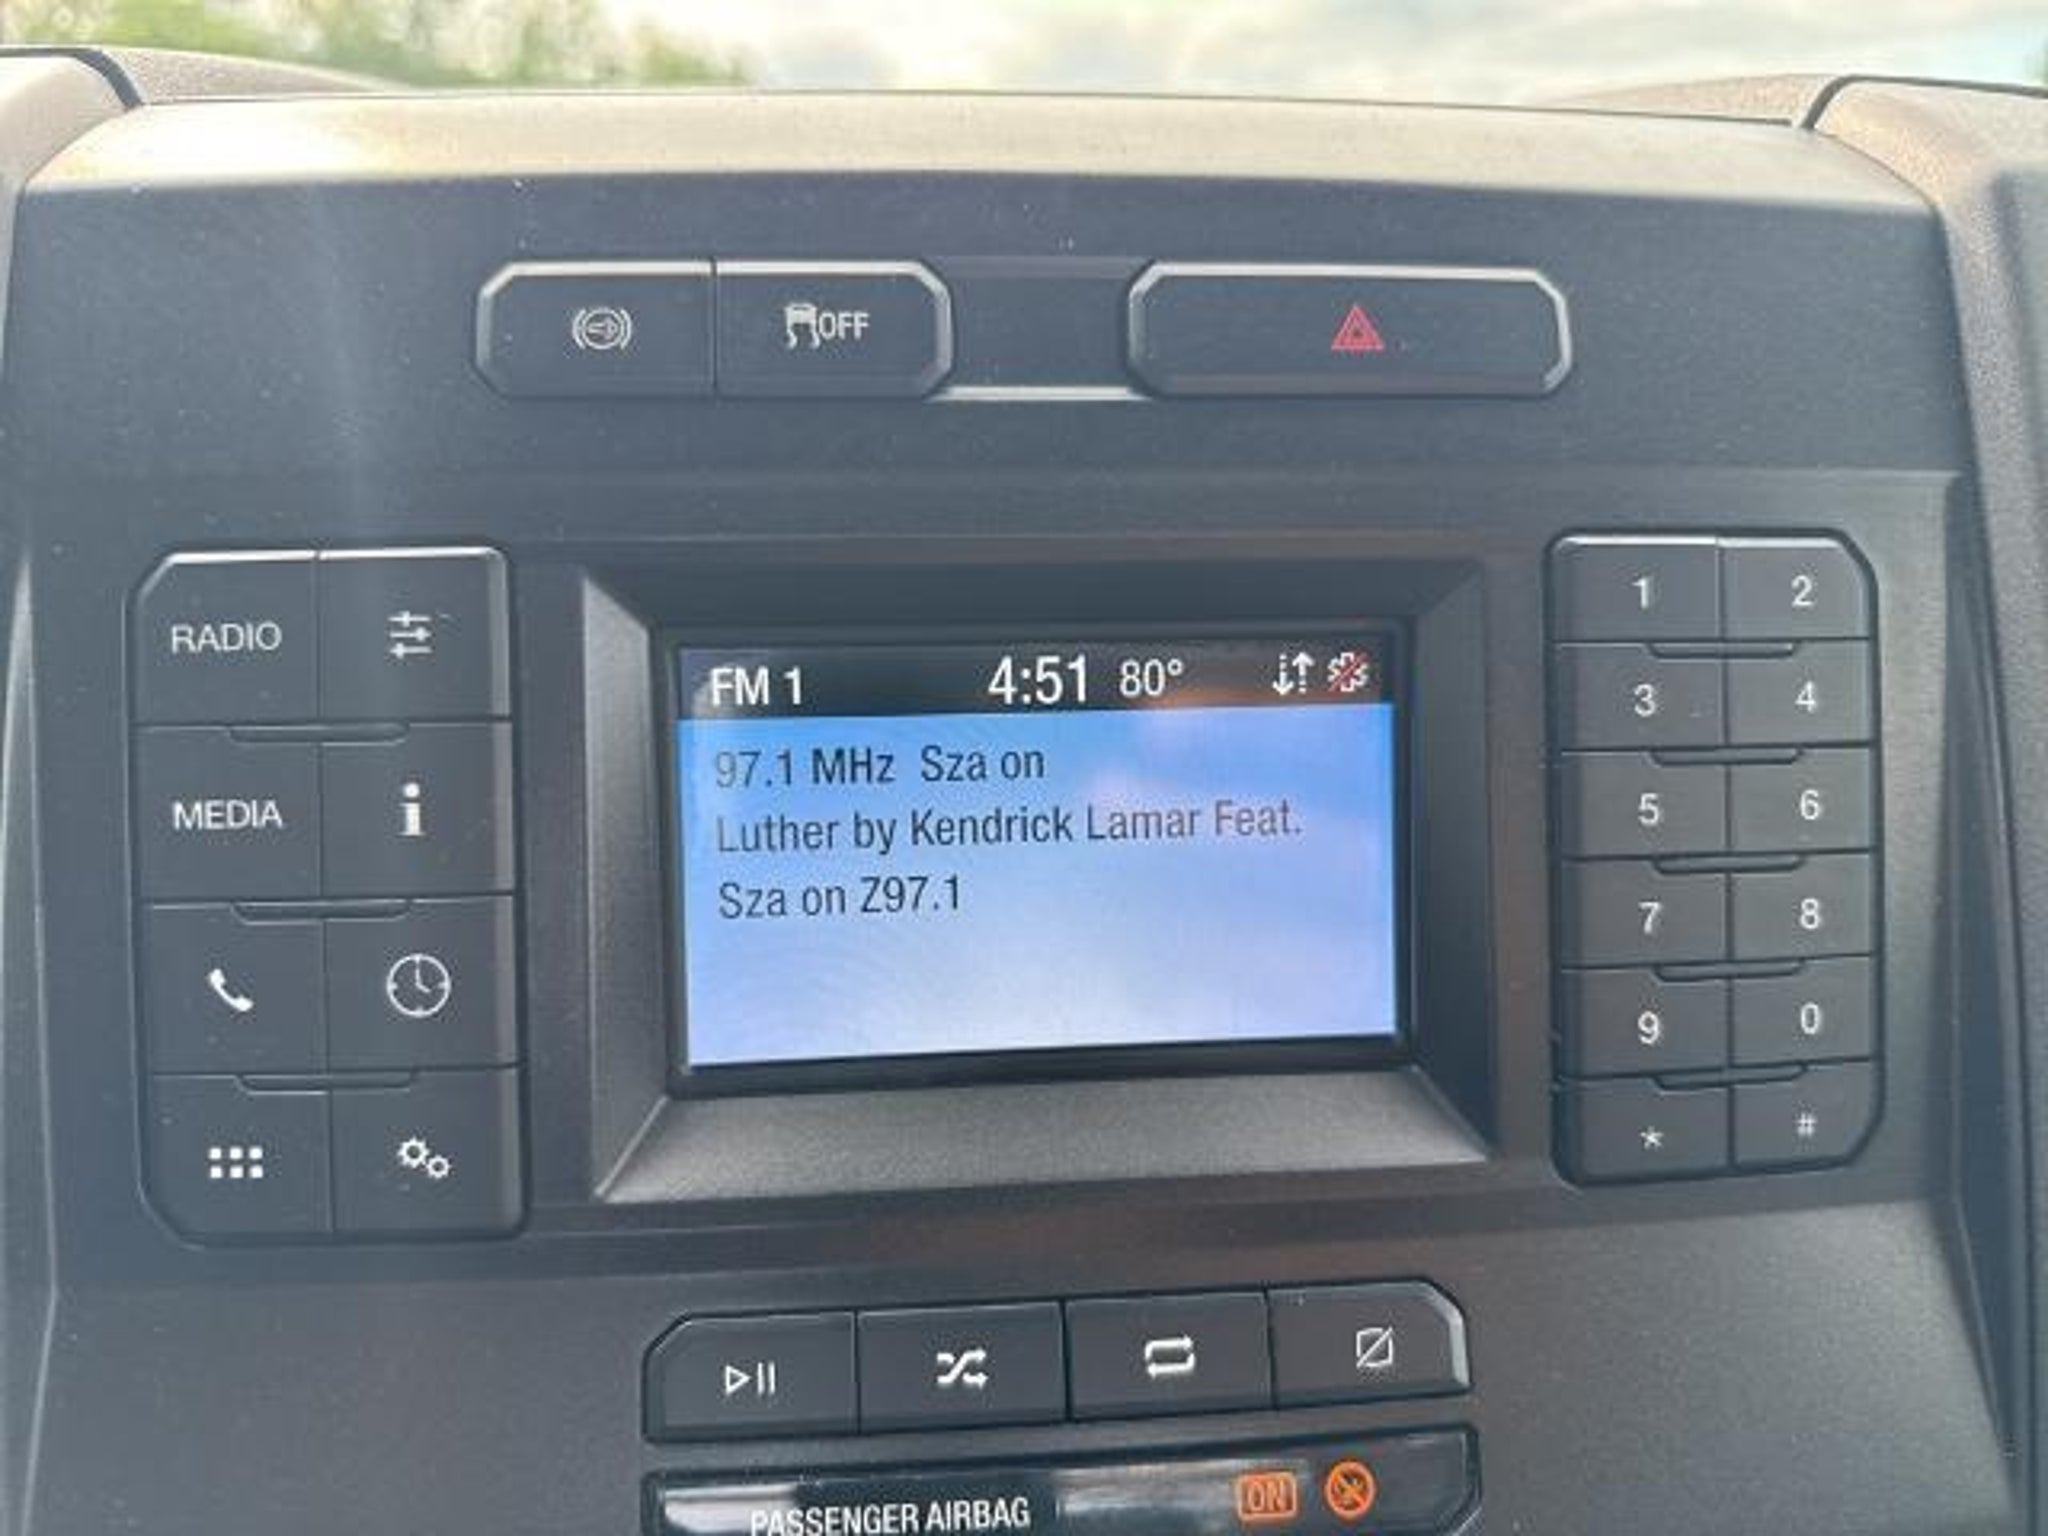 OFF
RADIO
MEDIA
FM 1 4:51 80°
97.1 MHz Sza on
Luther by Kendrick Lamar Feat.
Sza on Z97.1
1 2
3 4
5 6
7 8
9 0
* #
PASSENGER AIRBAG ON